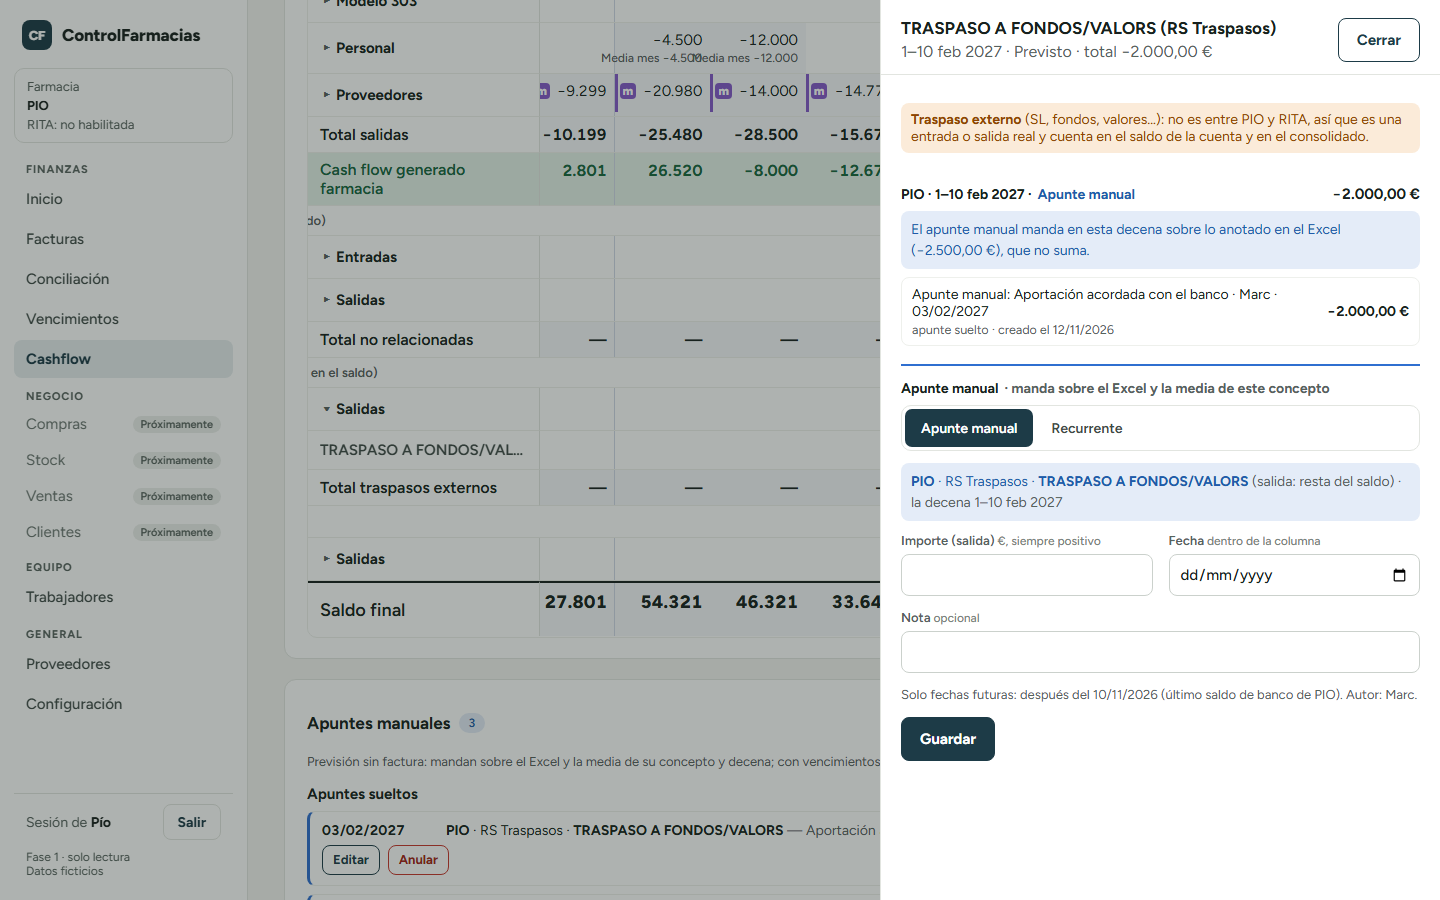 CF ControlFarmacias
Farmacia
PIO
RITA: no habilitada
FINANZAS
Inicio
Facturas
Conciliación
Vencimientos
Cashflow
NEGOCIO
Compras Próximamente
Stock Próximamente
Ventas Próximamente
Clientes Próximamente
EQUIPO
Trabajadores
GENERAL
Proveedores
Configuración
Sesión de Pío Salir
Fase 1 · solo lectura
Datos ficticios
Modelo 303
Personal −4.500 −12.000
Media mes −4.500 Media mes −12.000
Proveedores m −9.299 m −20.980 m −14.000 m −14.77
Total salidas −10.199 −25.480 −28.500 −15.67
Cash flow generado farmacia 2.801 26.520 −8.000 −12.67
do)
Entradas
Salidas
Total no relacionadas — — —
en el saldo)
Salidas
TRASPASO A FONDOS/VAL...
Total traspasos externos — — —
Salidas
Saldo final 27.801 54.321 46.321 33.64
Apuntes manuales 3
Previsión sin factura: mandan sobre el Excel y la media de su concepto y decena; con vencimientos
Apuntes sueltos
03/02/2027 PIO · RS Traspasos · TRASPASO A FONDOS/VALORS — Aportación
Editar Anular
TRASPASO A FONDOS/VALORS (RS Traspasos)
1–10 feb 2027 · Previsto · total −2.000,00 €
Cerrar
Traspaso externo (SL, fondos, valores…): no es entre PIO y RITA, así que es una
entrada o salida real y cuenta en el saldo de la cuenta y en el consolidado.
PIO · 1–10 feb 2027 · Apunte manual −2.000,00 €
El apunte manual manda en esta decena sobre lo anotado en el Excel
(−2.500,00 €), que no suma.
Apunte manual: Aportación acordada con el banco · Marc ·
03/02/2027 −2.000,00 €
apunte suelto · creado el 12/11/2026
Apunte manual · manda sobre el Excel y la media de este concepto
Apunte manual Recurrente
PIO · RS Traspasos · TRASPASO A FONDOS/VALORS (salida: resta del saldo) ·
la decena 1–10 feb 2027
Importe (salida) €, siempre positivo Fecha dentro de la columna
dd/mm/yyyy
Nota opcional
Solo fechas futuras: después del 10/11/2026 (último saldo de banco de PIO). Autor: Marc.
Guardar